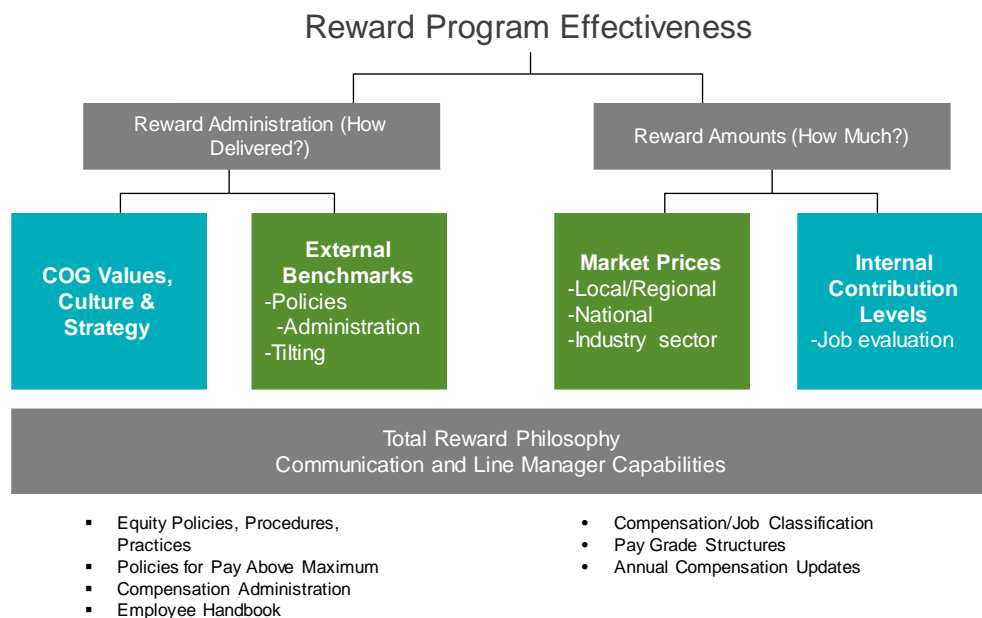 Reward Program Effectiveness
Reward Administration (How
Delivered?)
Reward Amounts (How Much?)
COG Values,
Culture &
Strategy
External
Benchmarks
-Policies
-Administration
-Tilting
Market Prices
-Local/Regional
-National
-Industry sector
Internal
Contribution
Levels
-Job evaluation
Total Reward Philosophy
Communication and Line Manager Capabilities
▪ Equity Policies, Procedures,
Practices
▪ Policies for Pay Above Maximum
▪ Compensation Administration
▪ Employee Handbook
• Compensation/Job Classification
• Pay Grade Structures
• Annual Compensation Updates